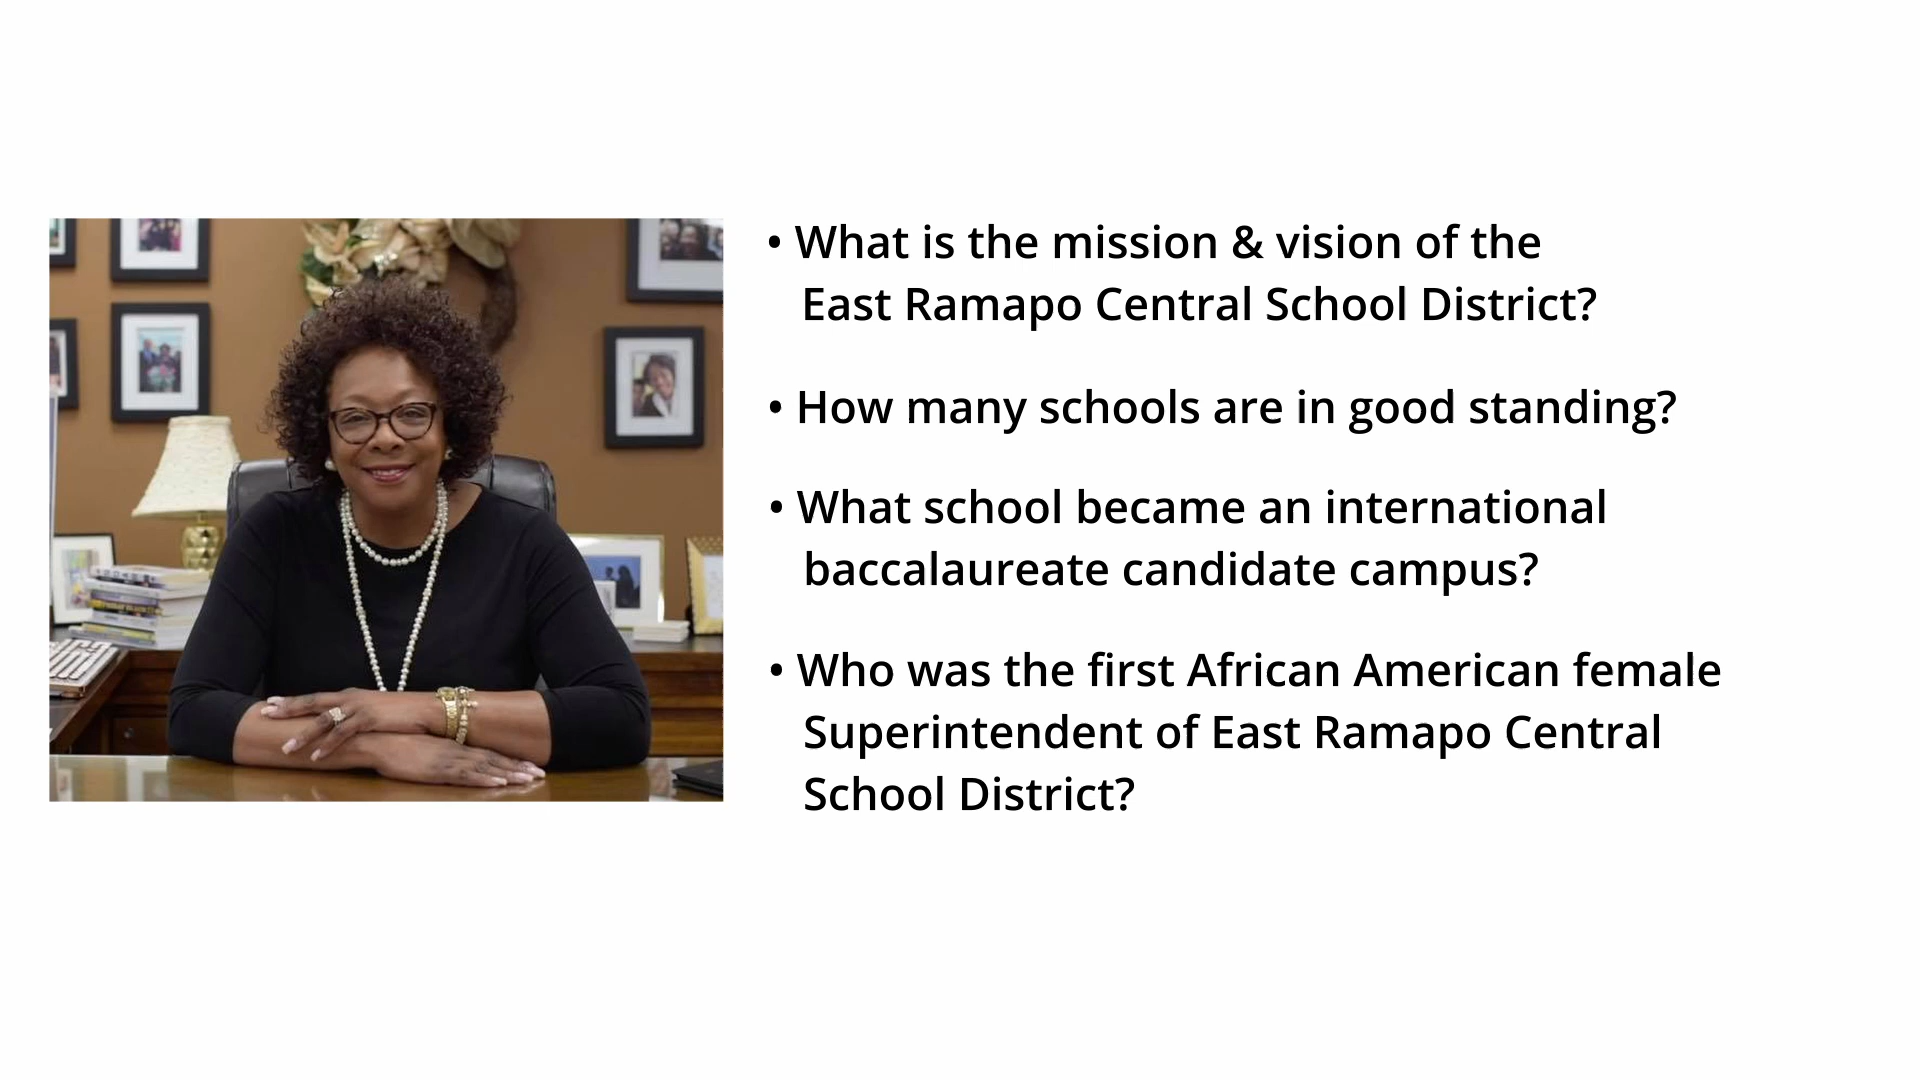 • What is the mission & vision of the
East Ramapo Central School District?
• How many schools are in good standing?
• What school became an international
baccalaureate candidate campus?
• Who was the first African American female
Superintendent of East Ramapo Central
School District?